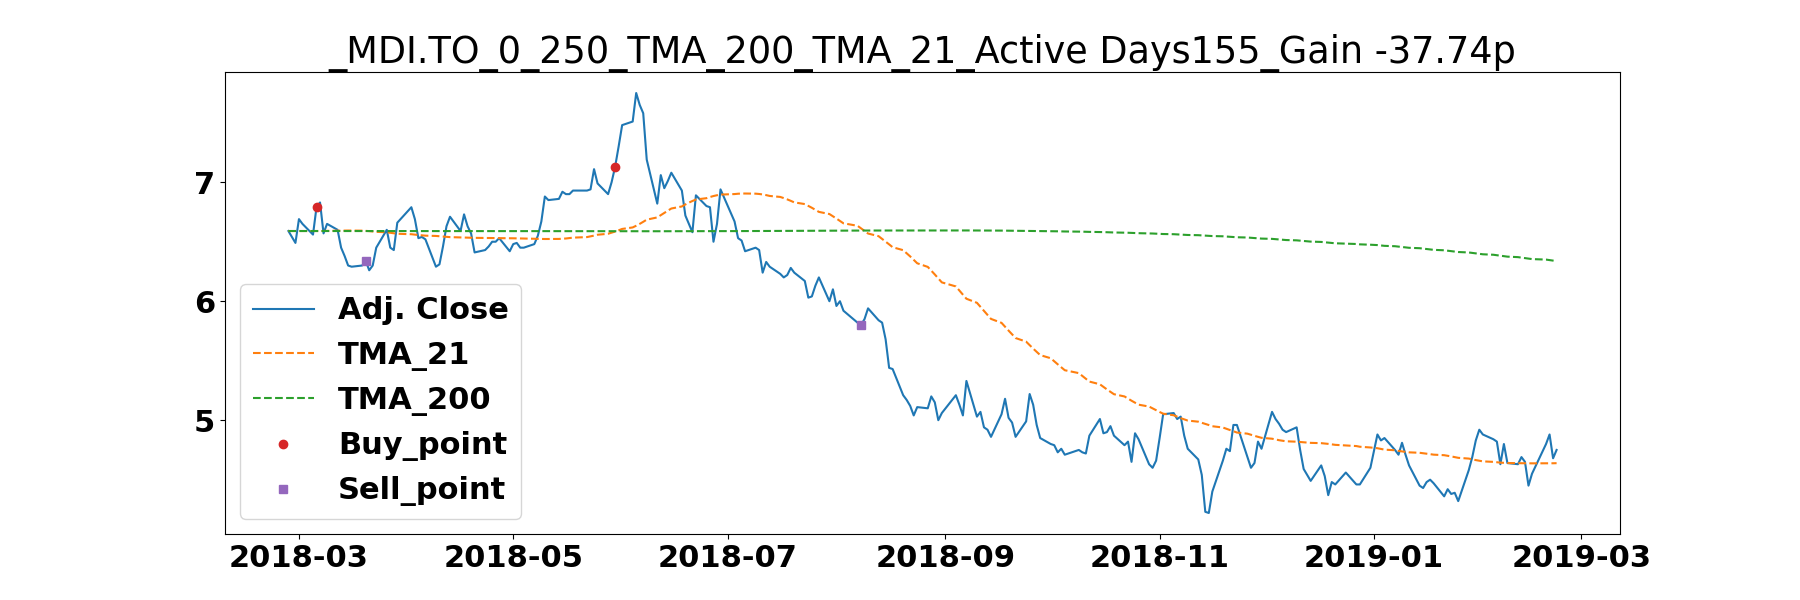 _MDI.TO_0_250_TMA_200_TMA_21_Active Days155_Gain -37.74p
7
6
5
Adj. Close
TMA_21
TMA_200
Buy_point
Sell_point
2018-03 2018-05 2018-07 2018-09 2018-11 2019-01 2019-03